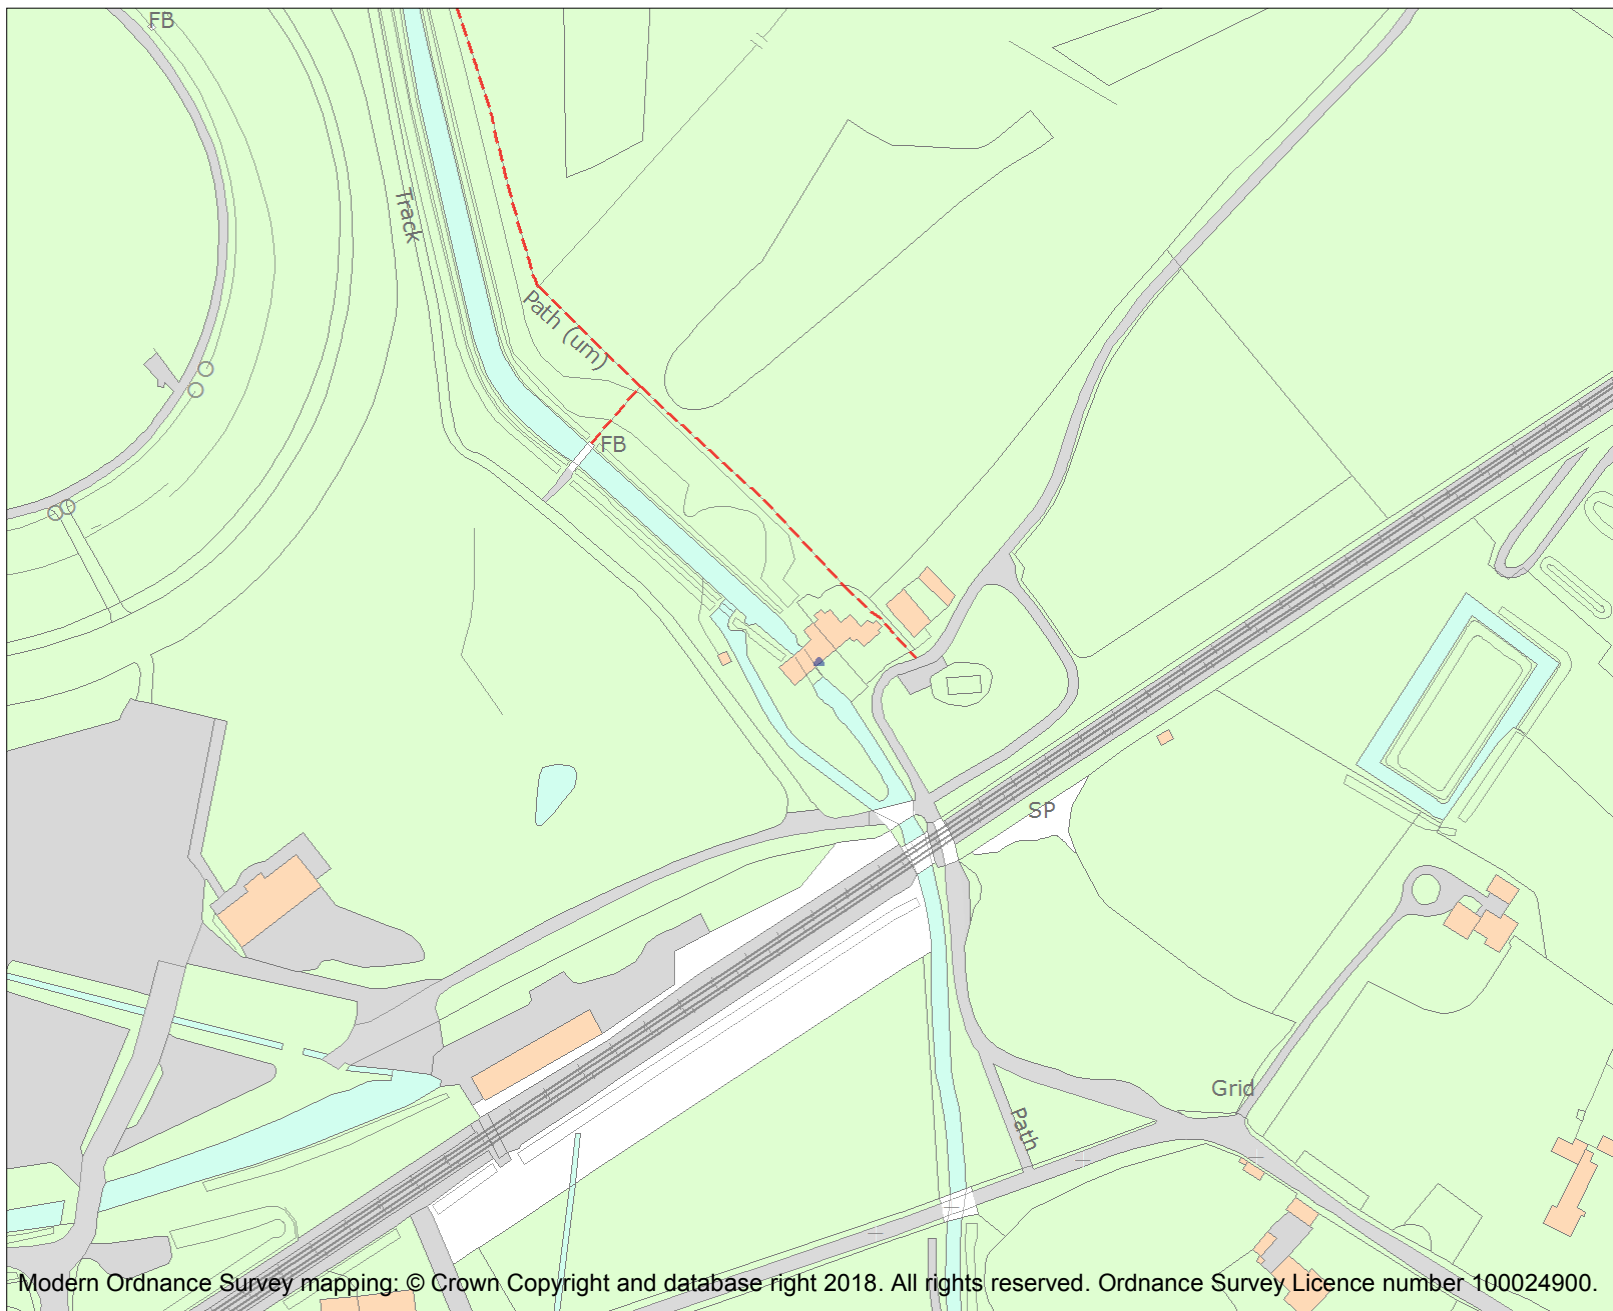 FB
Track
Path (um)
FB
SP
Grid
Path
Modern Ordnance Survey mapping: © Crown Copyright and database right 2018. All rights reserved. Ordnance Survey Licence number 100024900.